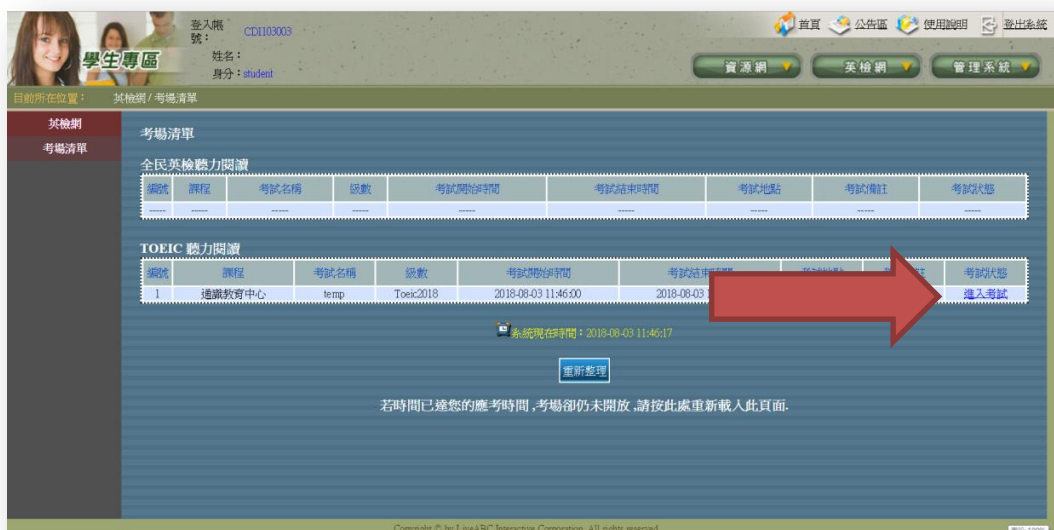 登入帳號： CDI103003
姓名：
身分：student
學生專區
首頁 公告區 使用說明 登出系統
資源網 英檢網 管理系統
目前所在位置： 英檢網 / 考場清單
英檢網
考場清單
考場清單
全民英檢聽力閱讀
編號 課程 考試名稱 級數 考試開始時間 考試結束時間 考試地點 考試備註 考試狀態
----- ----- ----- ----- ----- ----- ----- ----- -----
TOEIC 聽力閱讀
編號 課程 考試名稱 級數 考試開始時間 考試狀態
1 通識教育中心 temp Toeic2018 2018-08-03 11:46:00 2018-08-03 進入考試
系統現在時間：2018-08-03 11:46:17
重新整理
若時間已達您的應考時間 ,考場卻仍未開放 ,請按此處重新載入此頁面.
Copyright © by LiveABC Interactive Corporation. All rights reserved.